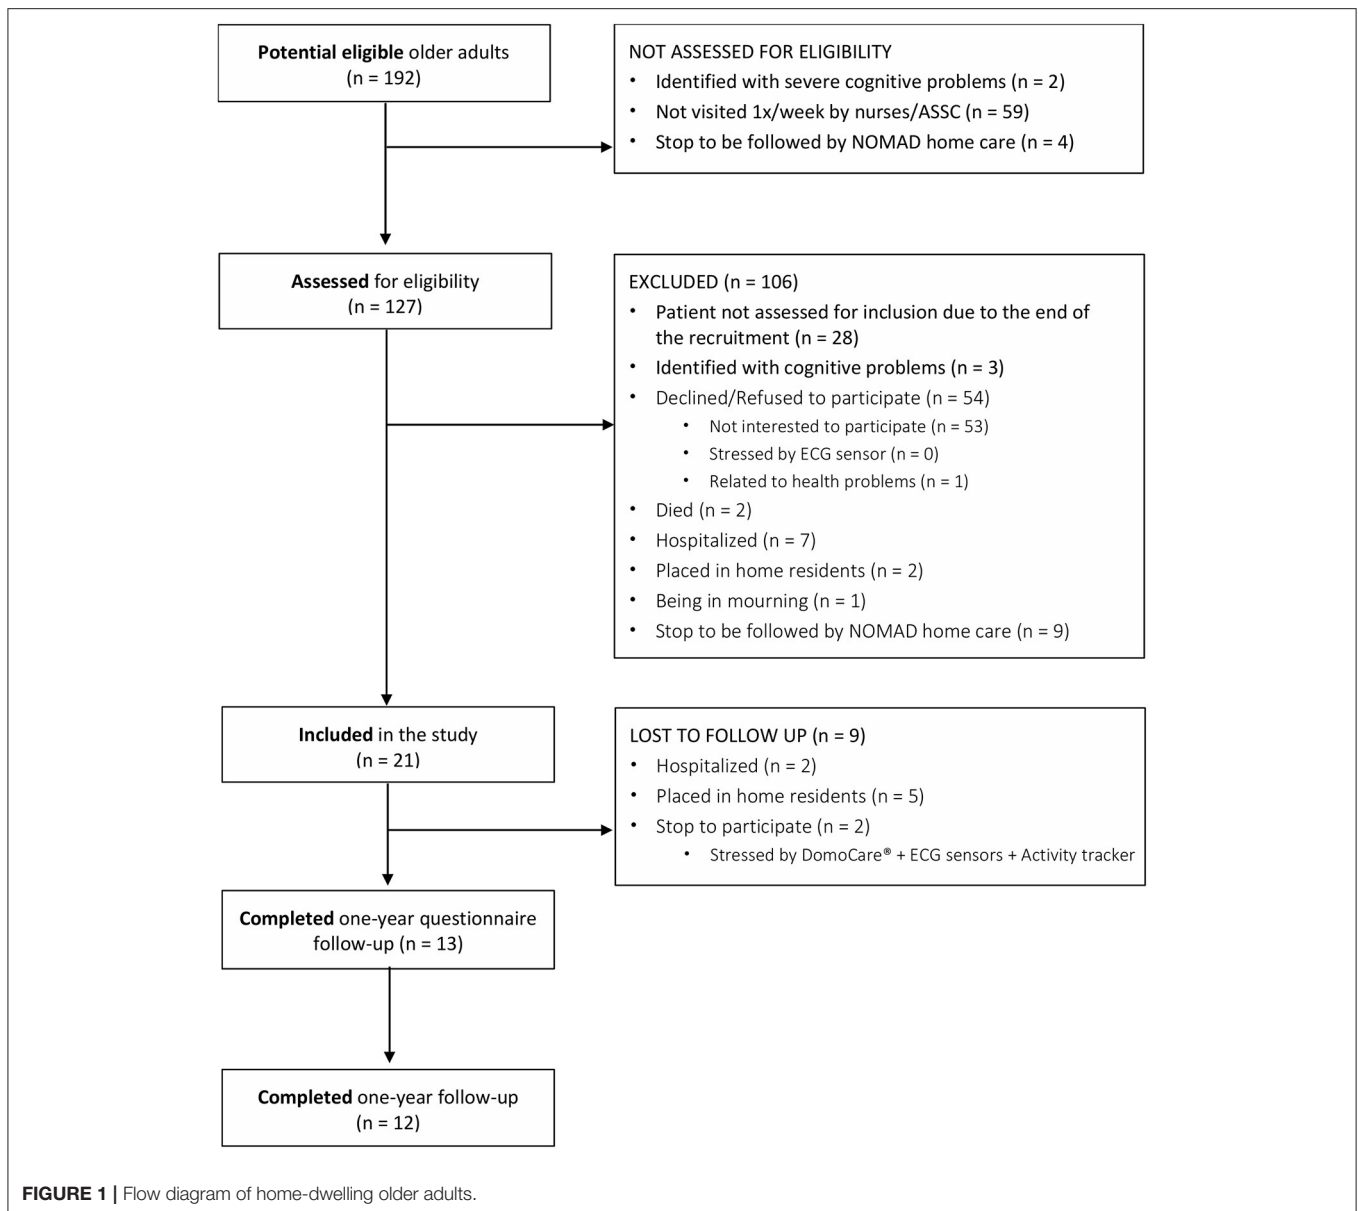 Potential eligible older adults
(n = 192)
NOT ASSESSED FOR ELIGIBILITY
• Identified with severe cognitive problems (n = 2)
• Not visited 1x/week by nurses/ASSC (n = 59)
• Stop to be followed by NOMAD home care (n = 4)
Assessed for eligibility
(n = 127)
EXCLUDED (n = 106)
• Patient not assessed for inclusion due to the end of
the recruitment (n = 28)
• Identified with cognitive problems (n = 3)
• Declined/Refused to participate (n = 54)
• Not interested to participate (n = 53)
• Stressed by ECG sensor (n = 0)
• Related to health problems (n = 1)
• Died (n = 2)
• Hospitalized (n = 7)
• Placed in home residents (n = 2)
• Being in mourning (n = 1)
• Stop to be followed by NOMAD home care (n = 9)
Included in the study
(n = 21)
LOST TO FOLLOW UP (n = 9)
• Hospitalized (n = 2)
• Placed in home residents (n = 5)
• Stop to participate (n = 2)
• Stressed by DomoCare® + ECG sensors + Activity tracker
Completed one-year questionnaire
follow-up (n = 13)
Completed one-year follow-up
(n = 12)
FIGURE 1 | Flow diagram of home-dwelling older adults.